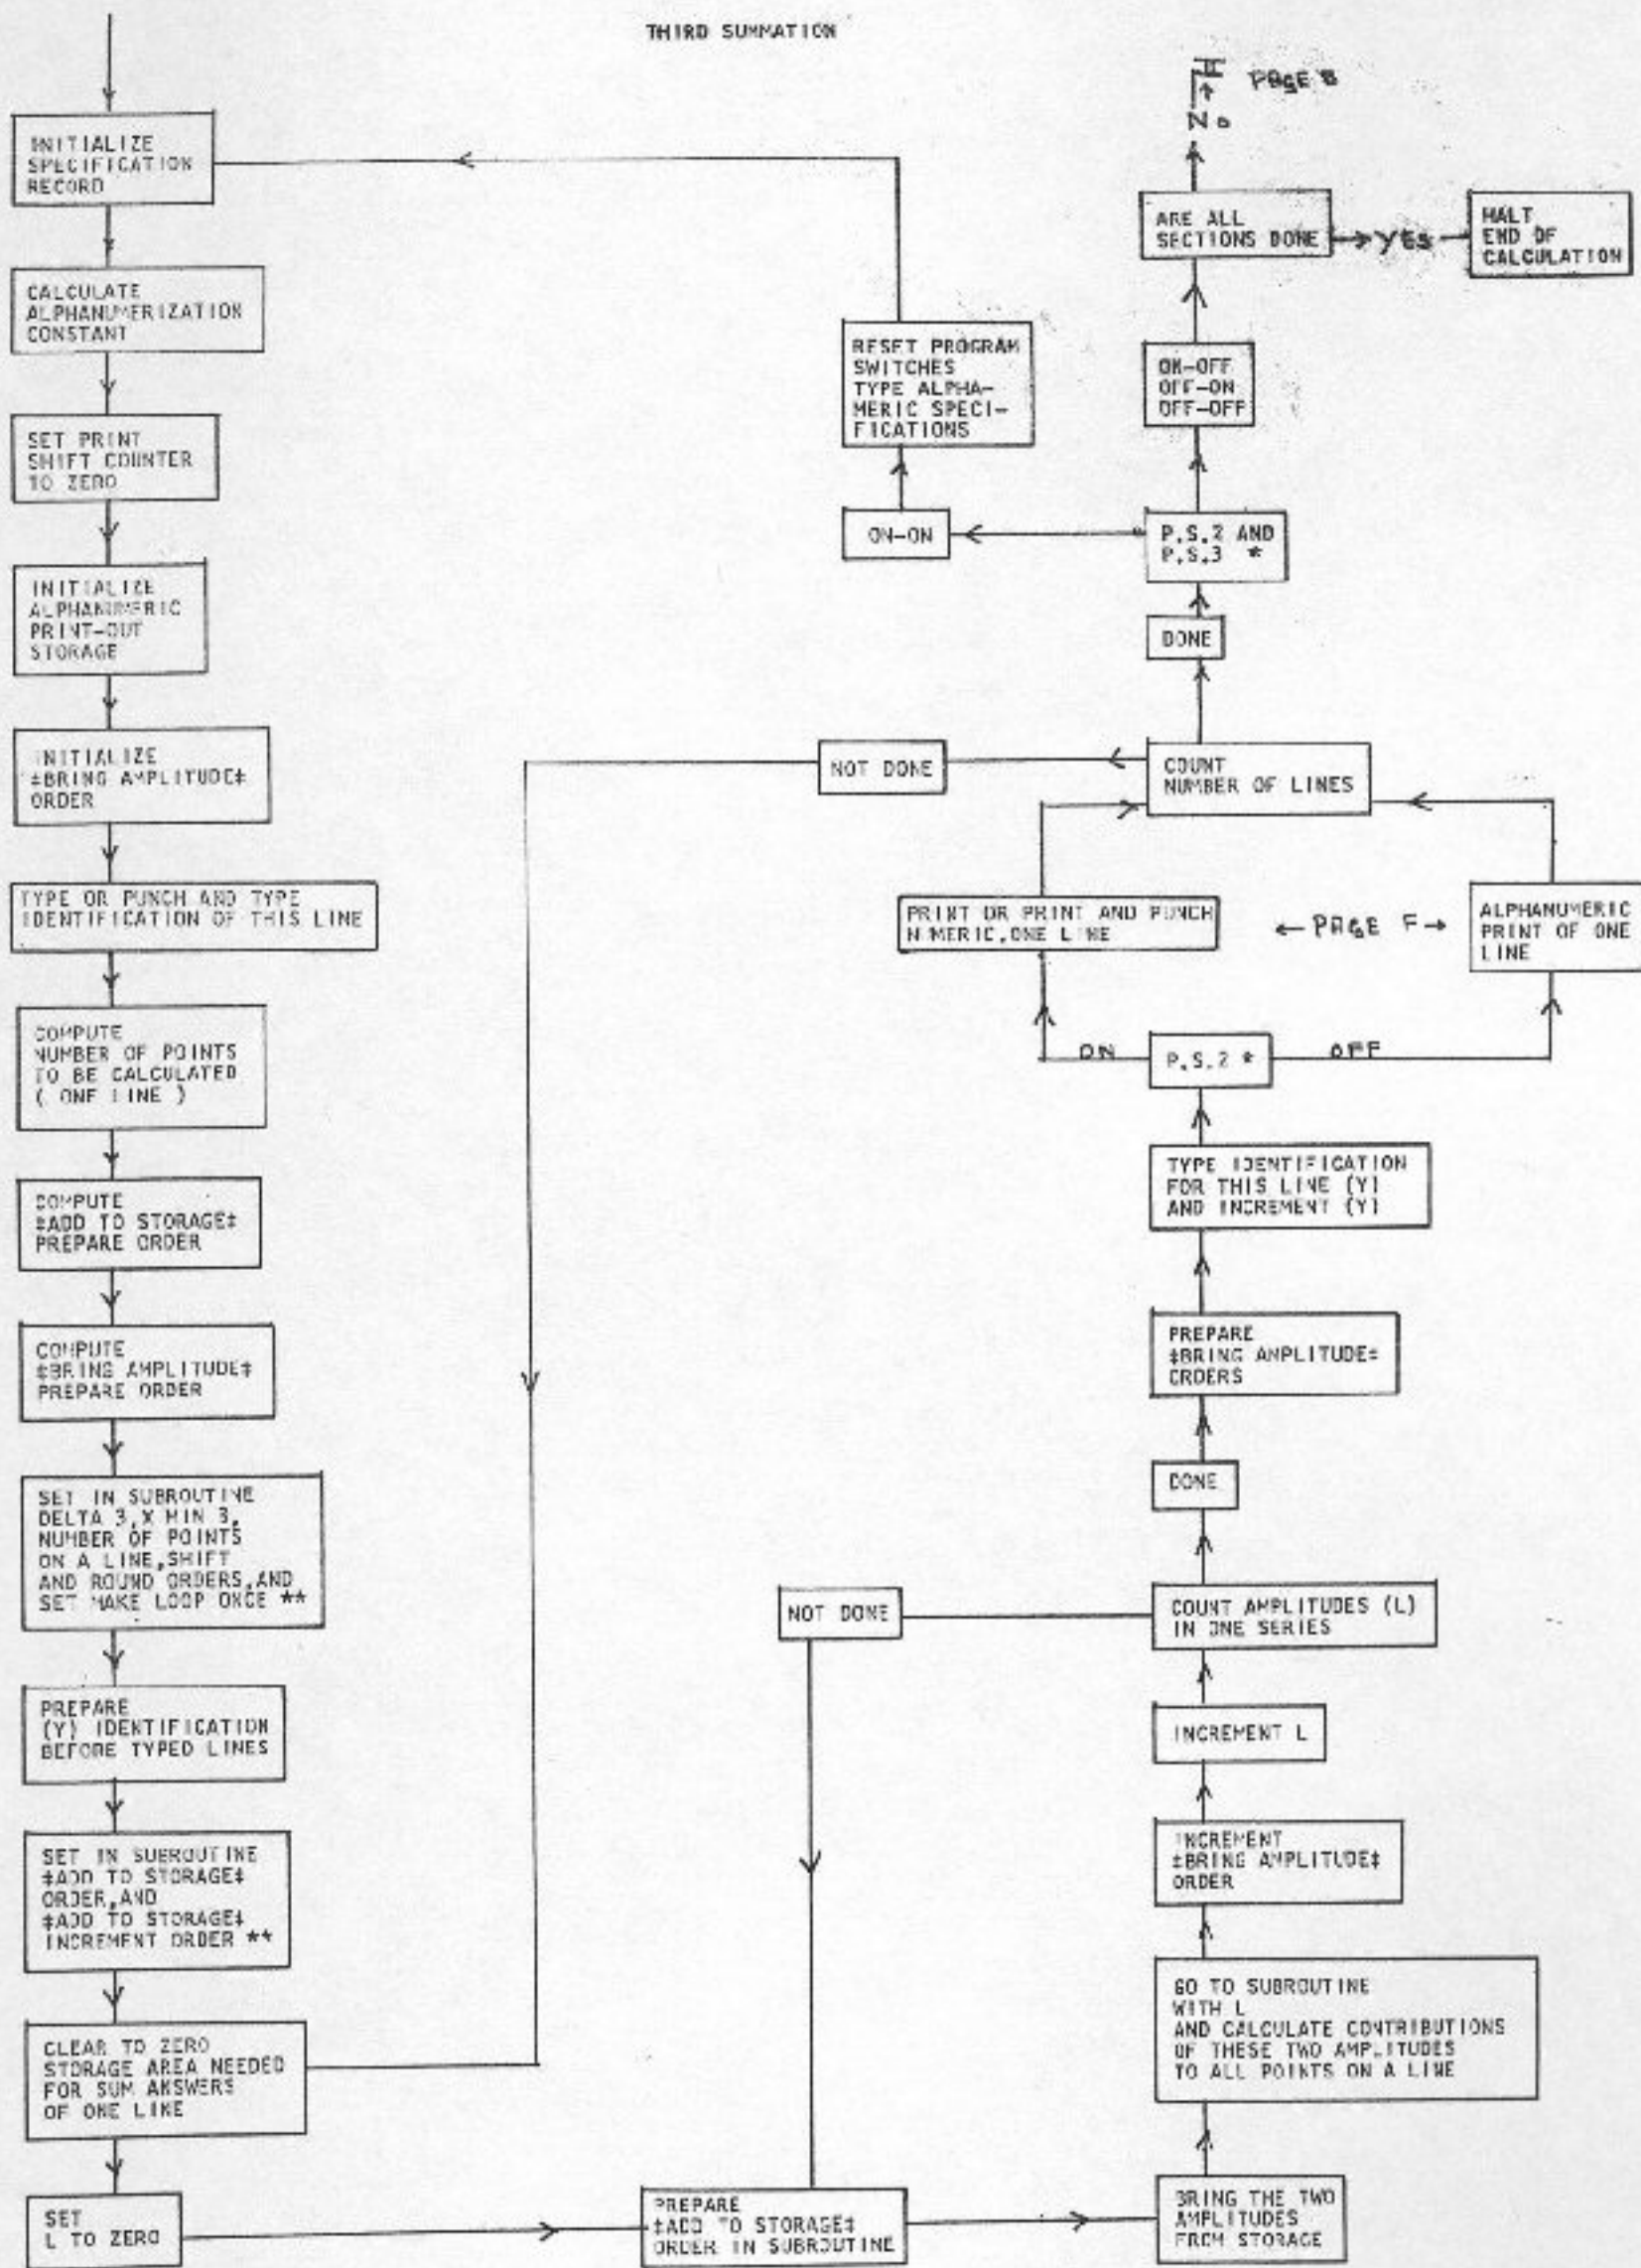 THIRD SUMMATION
INITIALIZE
SPECIFICATION
RECORD
CALCULATE
ALPHANUMERIZATION
CONSTANT
SET PRINT
SHIFT COUNTER
TO ZERO
INITIALIZE
ALPHANUMERIC
PRINT-OUT
STORAGE
INITIALIZE
‡BRING AMPLITUDE‡
ORDER
TYPE OR PUNCH AND TYPE
IDENTIFICATION OF THIS LINE
COMPUTE
NUMBER OF POINTS
TO BE CALCULATED
( ONE LINE )
COMPUTE
‡ADD TO STORAGE‡
PREPARE ORDER
COMPUTE
‡BRING AMPLITUDE‡
PREPARE ORDER
SET IN SUBROUTINE
DELTA 3,X MIN 3,
NUMBER OF POINTS
ON A LINE,SHIFT
AND ROUND ORDERS,AND
SET MAKE LOOP ONCE **
PREPARE
(Y) IDENTIFICATION
BEFORE TYPED LINES
SET IN SUBROUTINE
‡ADD TO STORAGE‡
ORDER,AND
‡ADD TO STORAGE‡
INCREMENT ORDER **
CLEAR TO ZERO
STORAGE AREA NEEDED
FOR SUM ANSWERS
OF ONE LINE
SET
L TO ZERO
PREPARE
‡ADD TO STORAGE‡
ORDER IN SUBROUTINE
BRING THE TWO
AMPLITUDES
FROM STORAGE
GO TO SUBROUTINE
WITH L
AND CALCULATE CONTRIBUTIONS
OF THESE TWO AMPLITUDES
TO ALL POINTS ON A LINE
INCREMENT
‡BRING AMPLITUDE‡
ORDER
INCREMENT L
COUNT AMPLITUDES (L)
IN ONE SERIES
NOT DONE
DONE
PREPARE
‡BRING AMPLITUDE‡
ORDERS
TYPE IDENTIFICATION
FOR THIS LINE (Y)
AND INCREMENT (Y)
P.S.2 *
ON
OFF
PRINT OR PRINT AND PUNCH
NUMERIC,ONE LINE
← PAGE F →
ALPHANUMERIC
PRINT OF ONE
LINE
COUNT
NUMBER OF LINES
NOT DONE
DONE
P.S.2 AND
P.S.3 *
ON-ON
RESET PROGRAM
SWITCHES
TYPE ALPHA-
MERIC SPECI-
FICATIONS
ON-OFF
OFF-ON
OFF-OFF
ARE ALL
SECTIONS DONE
YES
HALT
END OF
CALCULATION
NO
II
PAGE B